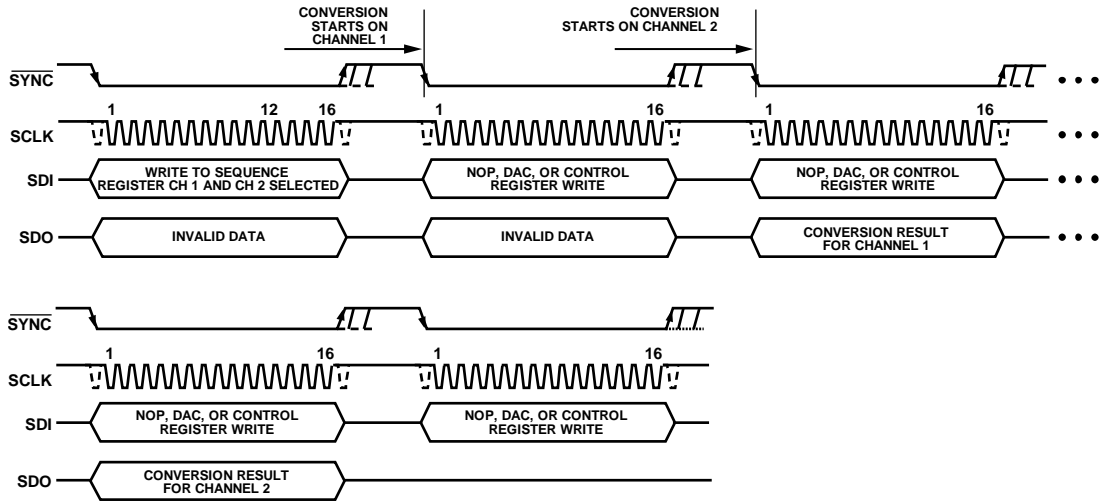 CONVERSION
STARTS ON
CHANNEL 1
CONVERSION
STARTS ON CHANNEL 2
SYNC
1 12 16 1 16 1 16
SCLK
SDI
WRITE TO SEQUENCE
REGISTER CH 1 AND CH 2 SELECTED
NOP, DAC, OR CONTROL
REGISTER WRITE
NOP, DAC, OR CONTROL
REGISTER WRITE
SDO
INVALID DATA
INVALID DATA
CONVERSION RESULT
FOR CHANNEL 1
SYNC
1 16 1 16
SCLK
SDI
NOP, DAC, OR CONTROL
REGISTER WRITE
NOP, DAC, OR CONTROL
REGISTER WRITE
SDO
CONVERSION RESULT
FOR CHANNEL 2